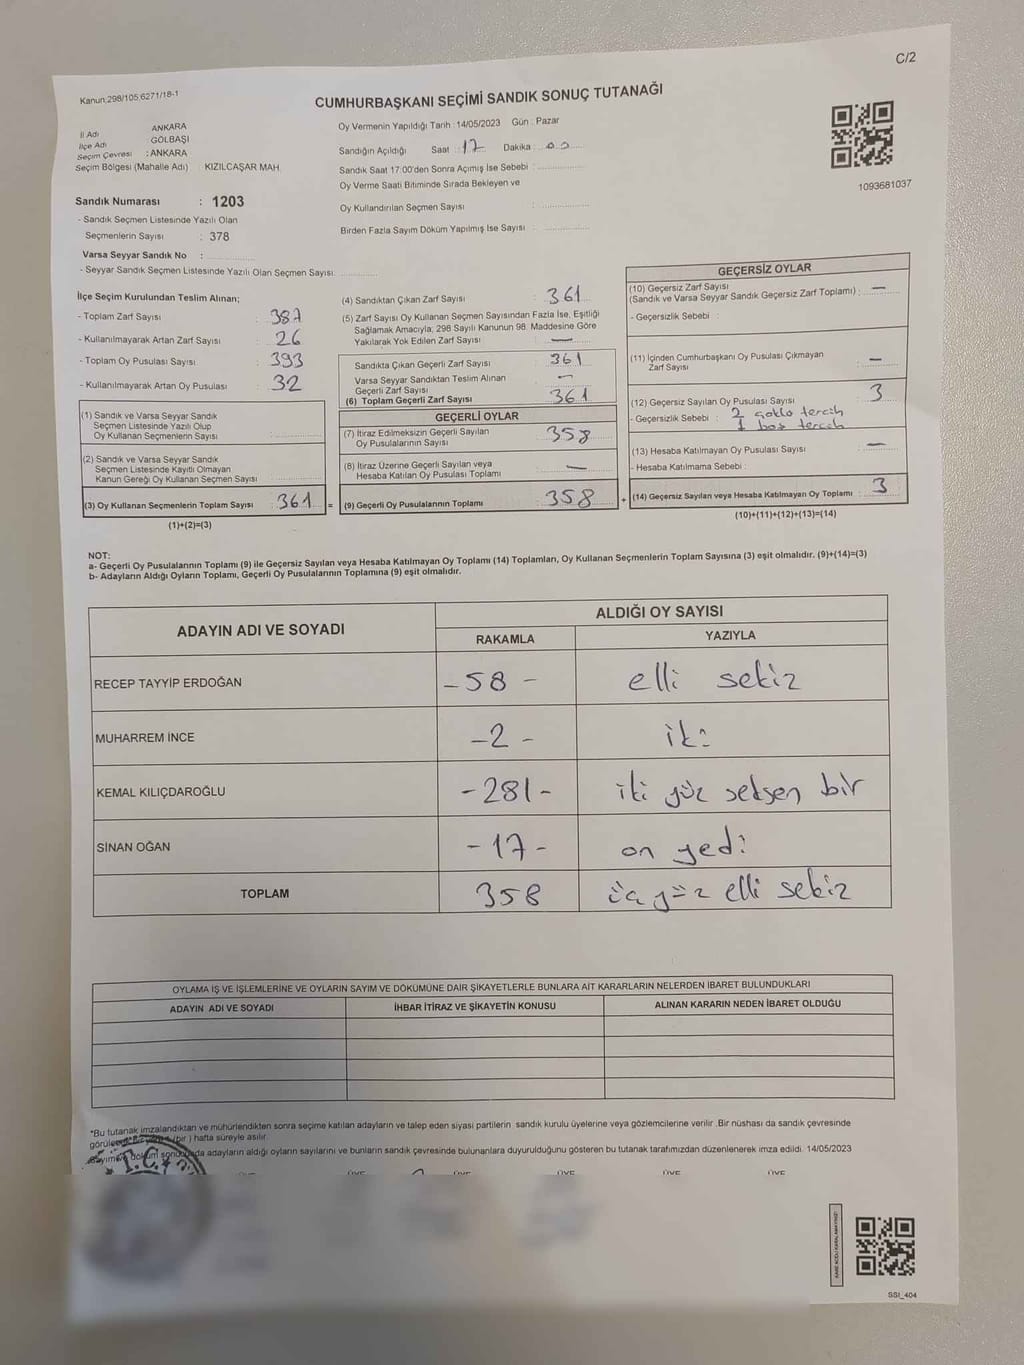 C/2
Kanun;298/105,6271/18-1
CUMHURBAŞKANI SEÇİMİ SANDIK SONUÇ TUTANAĞI
İl Adı ANKARA
İlçe Adı GÖLBAŞI
Seçim Çevresi : ANKARA
Seçim Bölgesi (Mahalle Adı) : KIZILCAŞAR MAH.
Oy Vermenin Yapıldığı Tarih : 14/05/2023 Gün : Pazar
Sandığın Açıldığı Saat : 17 Dakika : 00
Sandık Saat 17:00'den Sonra Açımış İse Sebebi :
Oy Verme Saati Bitiminde Sırada Bekleyen ve
Oy Kullandırılan Seçmen Sayısı :
Birden Fazla Sayım Döküm Yapılmış İse Sayısı :
1093681037
Sandık Numarası : 1203
- Sandık Seçmen Listesinde Yazılı Olan
Seçmenlerin Sayısı : 378
Varsa Seyyar Sandık No :
- Seyyar Sandık Seçmen Listesinde Yazılı Olan Seçmen Sayısı:
İlçe Seçim Kurulundan Teslim Alınan;
- Toplam Zarf Sayısı : 387
- Kullanılmayarak Artan Zarf Sayısı : 26
- Toplam Oy Pusulası Sayısı : 393
- Kullanılmayarak Artan Oy Pusulası : 32
(1) Sandık ve Varsa Seyyar Sandık
Seçmen Listesinde Yazılı Olup
Oy Kullanan Seçmenlerin Sayısı :
(2) Sandık ve Varsa Seyyar Sandık
Seçmen Listesinde Kayıtlı Olmayan
Kanun Gereği Oy Kullanan Seçmen Sayısı :
(3) Oy Kullanan Seçmenlerin Toplam Sayısı : 361 =
(1)+(2)=(3)
(4) Sandıktan Çıkan Zarf Sayısı : 361
(5) Zarf Sayısı Oy Kullanan Seçmen Sayısından Fazla İse, Eşitliği
Sağlamak Amacıyla; 298 Sayılı Kanunun 98. Maddesine Göre
Yakılarak Yok Edilen Zarf Sayısı : —
Sandıkta Çıkan Geçerli Zarf Sayısı : 361
Varsa Seyyar Sandıktan Teslim Alınan
Geçerli Zarf Sayısı : —
(6) Toplam Geçerli Zarf Sayısı : 361
GEÇERLİ OYLAR
(7) İtiraz Edilmeksizin Geçerli Sayılan
Oy Pusulalarının Sayısı : 358
(8) İtiraz Üzerine Geçerli Sayılan veya
Hesaba Katılan Oy Pusulası Toplamı : —
(9) Geçerli Oy Pusulalarının Toplamı : 358 +
GEÇERSİZ OYLAR
(10) Geçersiz Zarf Sayısı
(Sandık ve Varsa Seyyar Sandık Geçersiz Zarf Toplamı) : —
- Geçersizlik Sebebi :
(11) İçinden Cumhurbaşkanı Oy Pusulası Çıkmayan
Zarf Sayısı : —
(12) Geçersiz Sayılan Oy Pusulası Sayısı : 3
- Geçersizlik Sebebi : 2 çoklu tercih
1 boş tercih
(13) Hesaba Katılmayan Oy Pusulası Sayısı : —
- Hesaba Katılmama Sebebi :
(14) Geçersiz Sayılan veya Hesaba Katılmayan Oy Toplamı : 3
(10)+(11)+(12)+(13)=(14)
NOT:
a- Geçerli Oy Pusulalarının Toplamı (9) ile Geçersiz Sayılan veya Hesaba Katılmayan Oy Toplamı (14) Toplamları, Oy Kullanan Seçmenlerin Toplam Sayısına (3) eşit olmalıdır. (9)+(14)=(3)
b- Adayların Aldığı Oyların Toplamı, Geçerli Oy Pusulalarının Toplamına (9) eşit olmalıdır.
ADAYIN ADI VE SOYADI
ALDIĞI OY SAYISI
RAKAMLA YAZIYLA
RECEP TAYYİP ERDOĞAN - 58 - elli sekiz
MUHARREM İNCE - 2 - iki
KEMAL KILIÇDAROĞLU - 281 - iki yüz seksen bir
SİNAN OĞAN - 17 - on yedi
TOPLAM 358 üç yüz elli sekiz
OYLAMA İŞ VE İŞLEMLERİNE VE OYLARIN SAYIM VE DÖKÜMÜNE DAİR ŞİKAYETLERLE BUNLARA AİT KARARLARIN NELERDEN İBARET BULUNDUKLARI
ADAYIN ADI VE SOYADI İHBAR İTİRAZ VE ŞİKAYETİN KONUSU ALINAN KARARIN NEDEN İBARET OLDUĞU
*Bu tutanak imzalandıktan ve mühürlendikten sonra seçime katılan adayların ve talep eden siyasi partilerin sandık kurulu üyelerine veya gözlemcilerine verilir .Bir nüshası da sandık çevresinde
(bir ) hafta süreyle asılır.
adayların aldığı oyların sayılarını ve bunların sandık çevresinde bulunanlara duyurulduğunu gösteren bu tutanak tarafımızdan düzenlenerek imza edildi. 14/05/2023
T.C.
ÜYE ÜYE ÜYE ÜYE
SSI_404